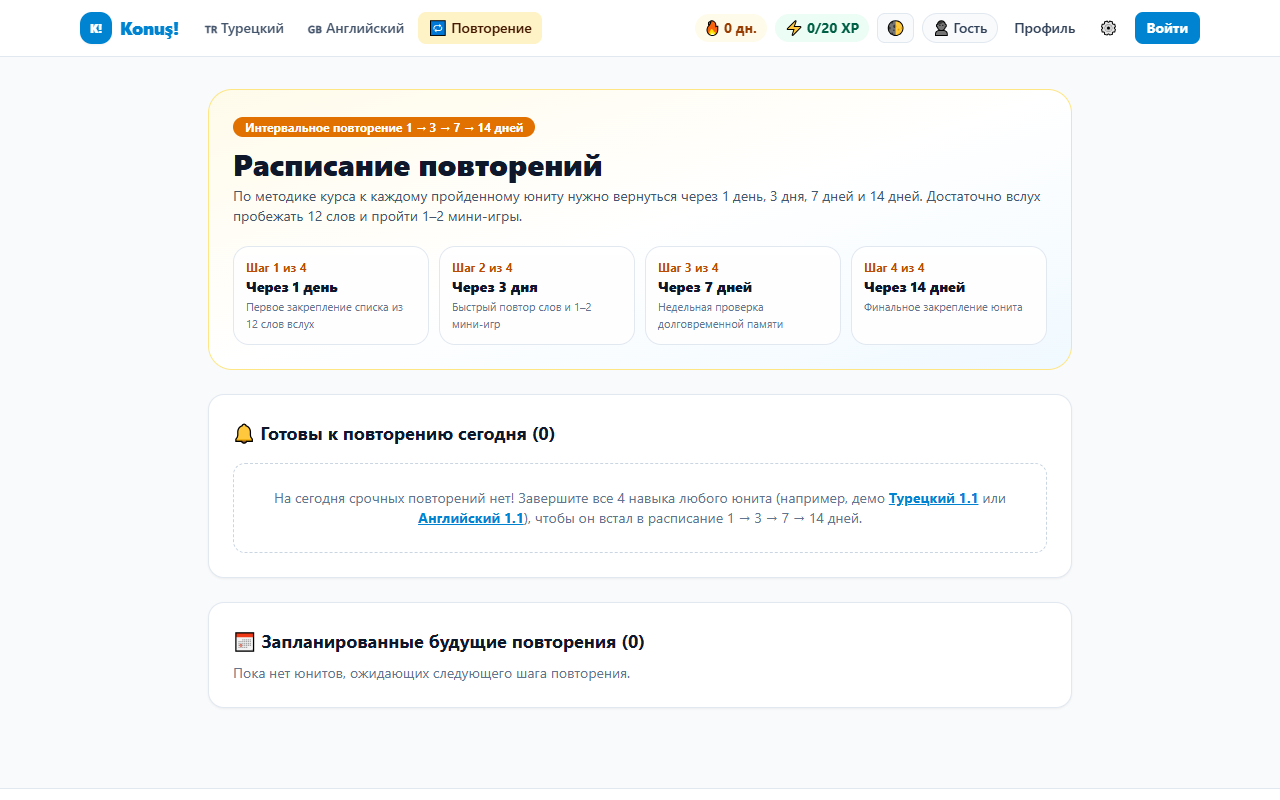 K! Konuş! TR Турецкий GB Английский Повторение 0 дн. 0/20 XP Гость Профиль Войти
Интервальное повторение 1 → 3 → 7 → 14 дней
Расписание повторений
По методике курса к каждому пройденному юниту нужно вернуться через 1 день, 3 дня, 7 дней и 14 дней. Достаточно вслух
пробежать 12 слов и пройти 1–2 мини-игры.
Шаг 1 из 4
Через 1 день
Первое закрепление списка из
12 слов вслух
Шаг 2 из 4
Через 3 дня
Быстрый повтор слов и 1–2
мини-игр
Шаг 3 из 4
Через 7 дней
Недельная проверка
долговременной памяти
Шаг 4 из 4
Через 14 дней
Финальное закрепление юнита
Готовы к повторению сегодня (0)
На сегодня срочных повторений нет! Завершите все 4 навыка любого юнита (например, демо Турецкий 1.1 или
Английский 1.1), чтобы он встал в расписание 1 → 3 → 7 → 14 дней.
Запланированные будущие повторения (0)
Пока нет юнитов, ожидающих следующего шага повторения.